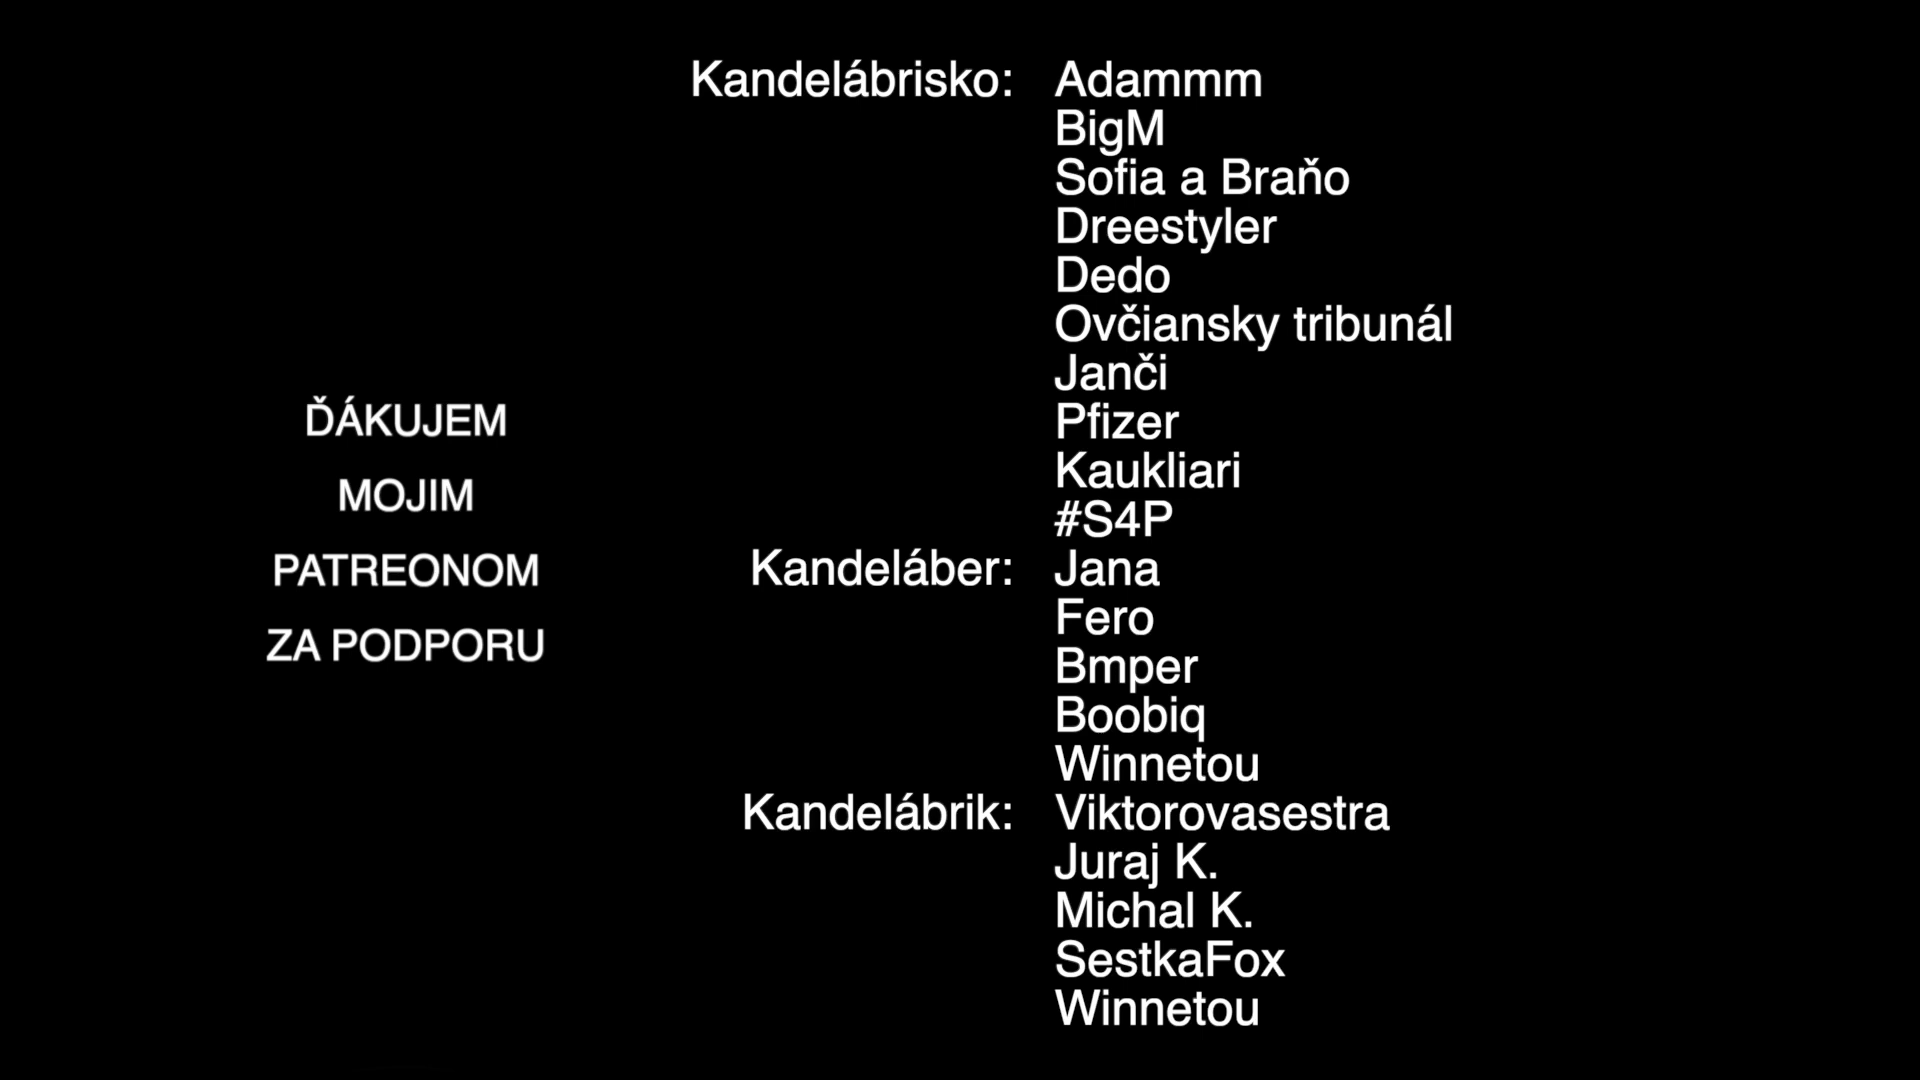 ĎÁKUJEM
MOJIM
PATREONOM
ZA PODPORU
Kandelábrisko: Adammm
BigM
Sofia a Braňo
Dreestyler
Dedo
Ovčiansky tribunál
Janči
Pfizer
Kaukliari
#S4P
Kandeláber: Jana
Fero
Bmper
Boobiq
Winnetou
Kandelábrik: Viktorovasestra
Juraj K.
Michal K.
SestkaFox
Winnetou